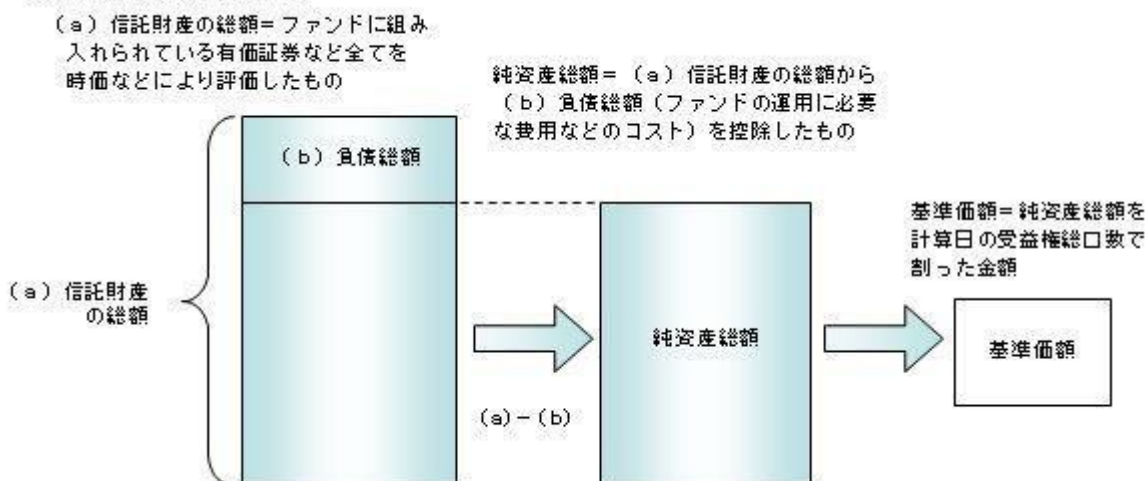 (a)信託財産の総額=ファンドに組み
入れられている有価証券など全てを
時価などにより評価したもの
純資産総額=(a)信託財産の総額から
(b)負債総額(ファンドの運用に必要
な費用などのコスト)を控除したもの
(b)負債総額
基準価額=純資産総額を
計算日の受益権総口数で
割った金額
(a)信託財産
の総額
純資産総額
基準価額
(a)-(b)